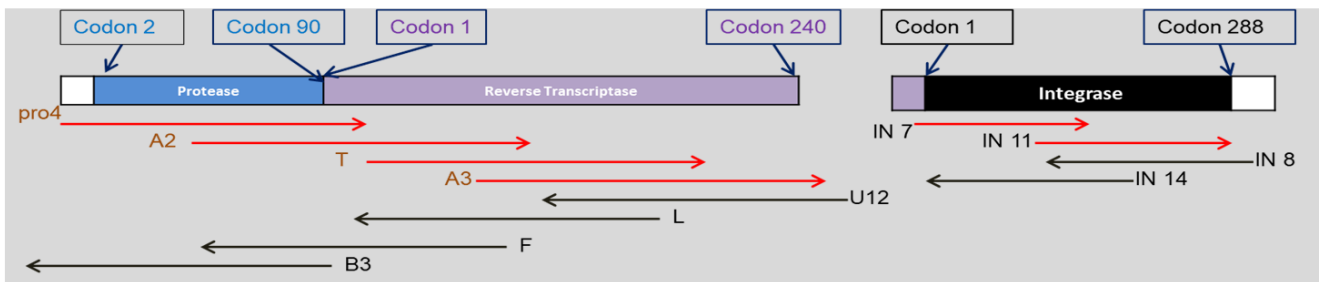 Codon 2
Codon 90
Codon 1
Codon 240
Codon 1
Codon 288
Protease
Reverse Transcriptase
Integrase
pro4
A2
T
A3
U12
L
F
B3
IN 7
IN 11
IN 8
IN 14